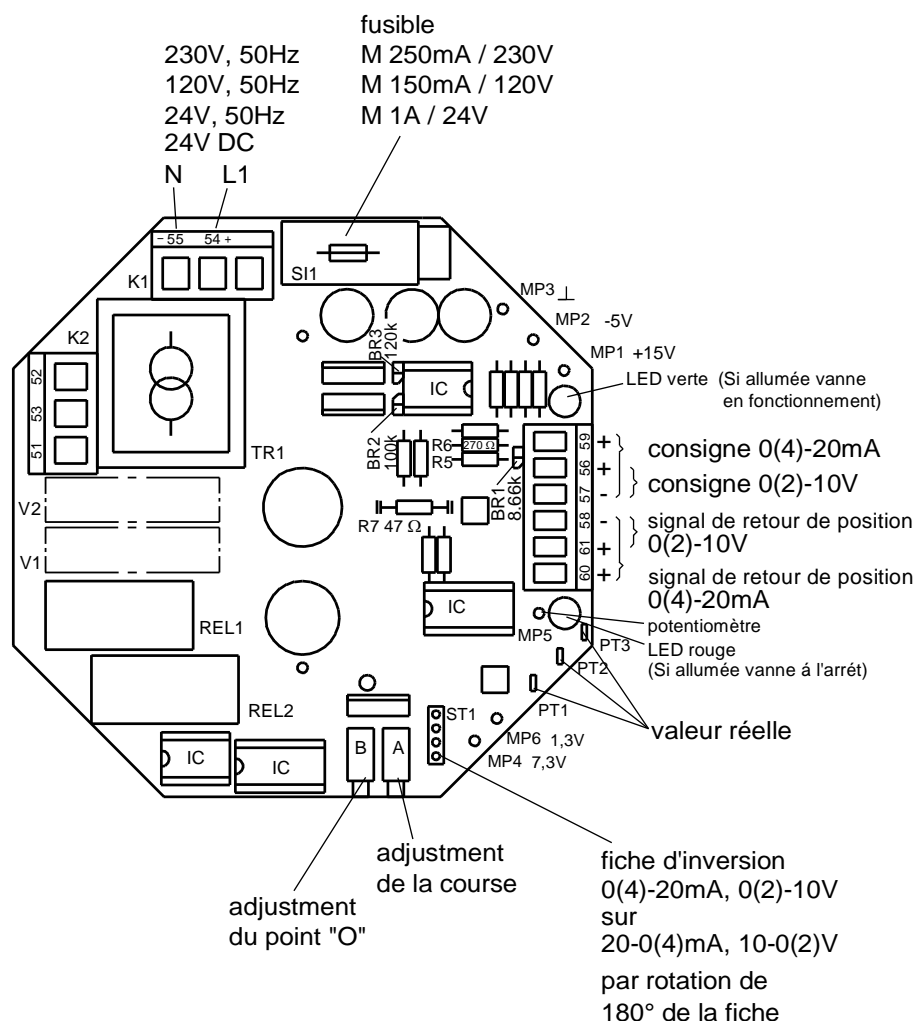 fusible
230V, 50Hz
M 250mA / 230V
120V, 50Hz
M 150mA / 120V
24V, 50Hz
M 1A / 24V
24V DC
N
L1
- 55
54 +
K1
SI1
MP3 ⊥
MP2 -5V
MP1 +15V
K2
BR3
120k
IC
LED verte (Si allumée vanne
en fonctionnement)
52
53
51
TR1
BR2
100k
R6
270 Ω
R5
BR1
8.66k
59
+
consigne 0(4)-20mA
56
+
consigne 0(2)-10V
57
-
58
-
signal de retour de position
0(2)-10V
61
+
60
+
signal de retour de position
0(4)-20mA
V2
R7 47 Ω
V1
IC
REL1
MP5
potentiomètre
LED rouge
(Si allumée vanne á l'arrét)
PT3
PT2
PT1
valeur réelle
REL2
ST1
MP6 1,3V
MP4 7,3V
B
A
IC
IC
adjustment
de la course
adjustment
du point "O"
fiche d'inversion
0(4)-20mA, 0(2)-10V
sur
20-0(4)mA, 10-0(2)V
par rotation de
180° de la fiche